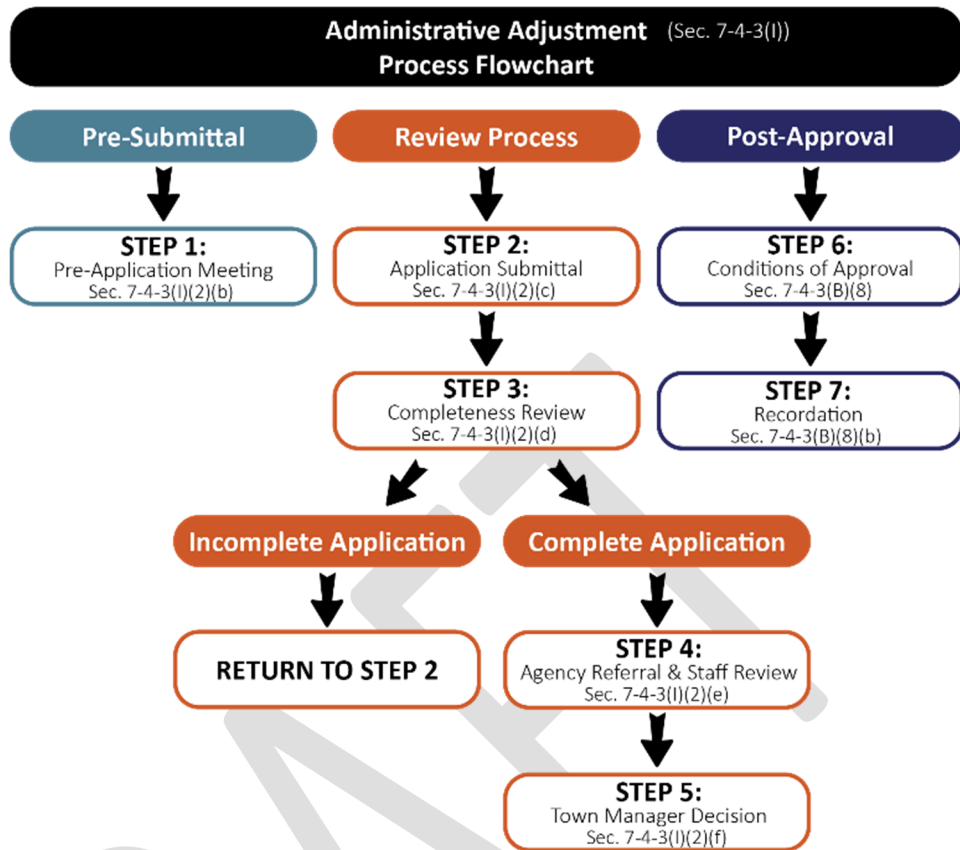 Administrative Adjustment (Sec. 7-4-3(I))
Process Flowchart
Pre-Submittal
Review Process
Post-Approval
STEP 1:
Pre-Application Meeting
Sec. 7-4-3(I)(2)(b)
STEP 2:
Application Submittal
Sec. 7-4-3(I)(2)(c)
STEP 6:
Conditions of Approval
Sec. 7-4-3(B)(8)
STEP 3:
Completeness Review
Sec. 7-4-3(I)(2)(d)
STEP 7:
Recordation
Sec. 7-4-3(B)(8)(b)
Incomplete Application
Complete Application
RETURN TO STEP 2
STEP 4:
Agency Referral & Staff Review
Sec. 7-4-3(I)(2)(e)
STEP 5:
Town Manager Decision
Sec. 7-4-3(I)(2)(f)